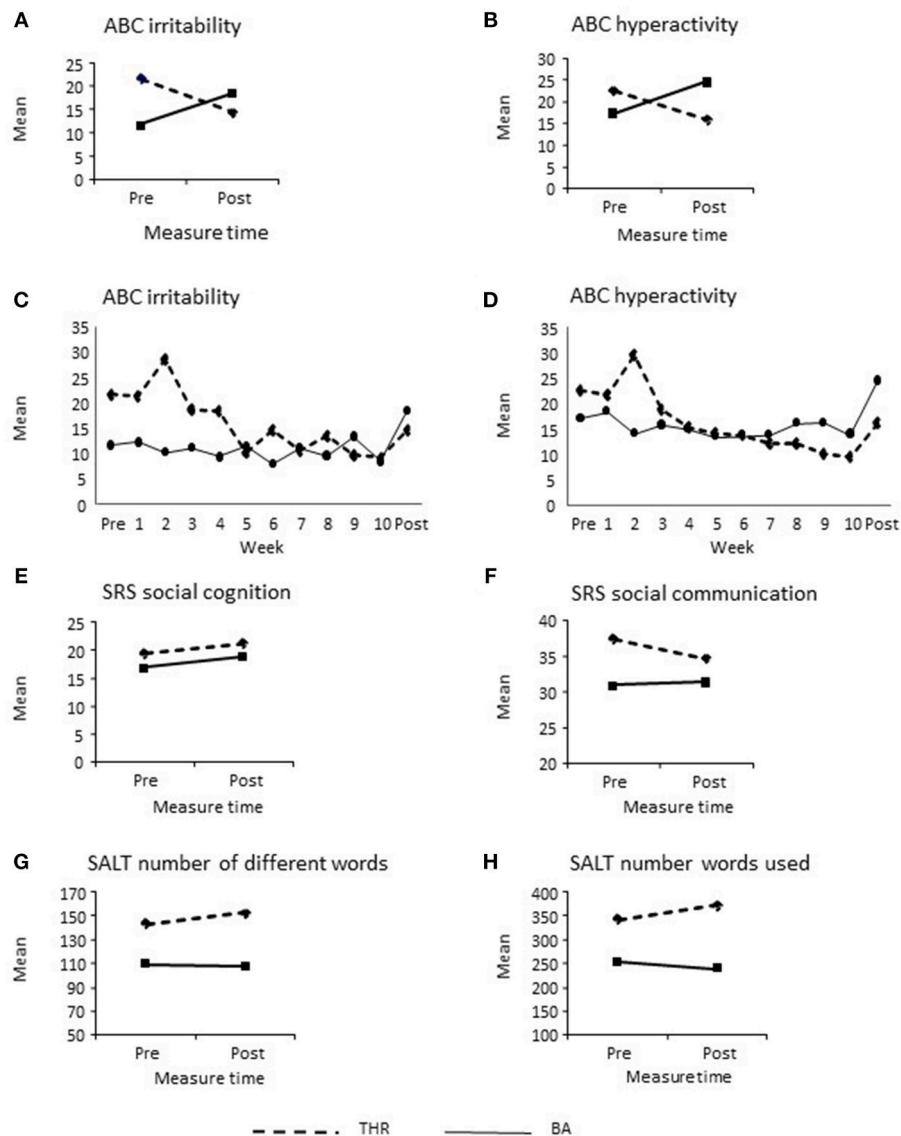 A
ABC irritability
25
20
15
10
5
0
Mean
Pre Post
Measure time
B
ABC hyperactivity
30
25
20
15
10
5
0
Mean
Pre Post
Measure time
C
ABC irritability
35
30
25
20
15
10
5
0
Mean
Pre 1 2 3 4 5 6 7 8 9 10 Post
Week
D
ABC hyperactivity
35
30
25
20
15
10
5
0
Mean
Pre 1 2 3 4 5 6 7 8 9 10 Post
Week
E
SRS social cognition
25
20
15
10
5
0
Mean
Pre Post
Measure time
F
SRS social communication
40
35
30
25
20
Mean
Pre Post
Measure time
G
SALT number of different words
170
150
130
110
90
70
50
Mean
Pre Post
Measure time
H
SALT number words used
400
350
300
250
200
150
100
Mean
Pre Post
Measure time
THR BA